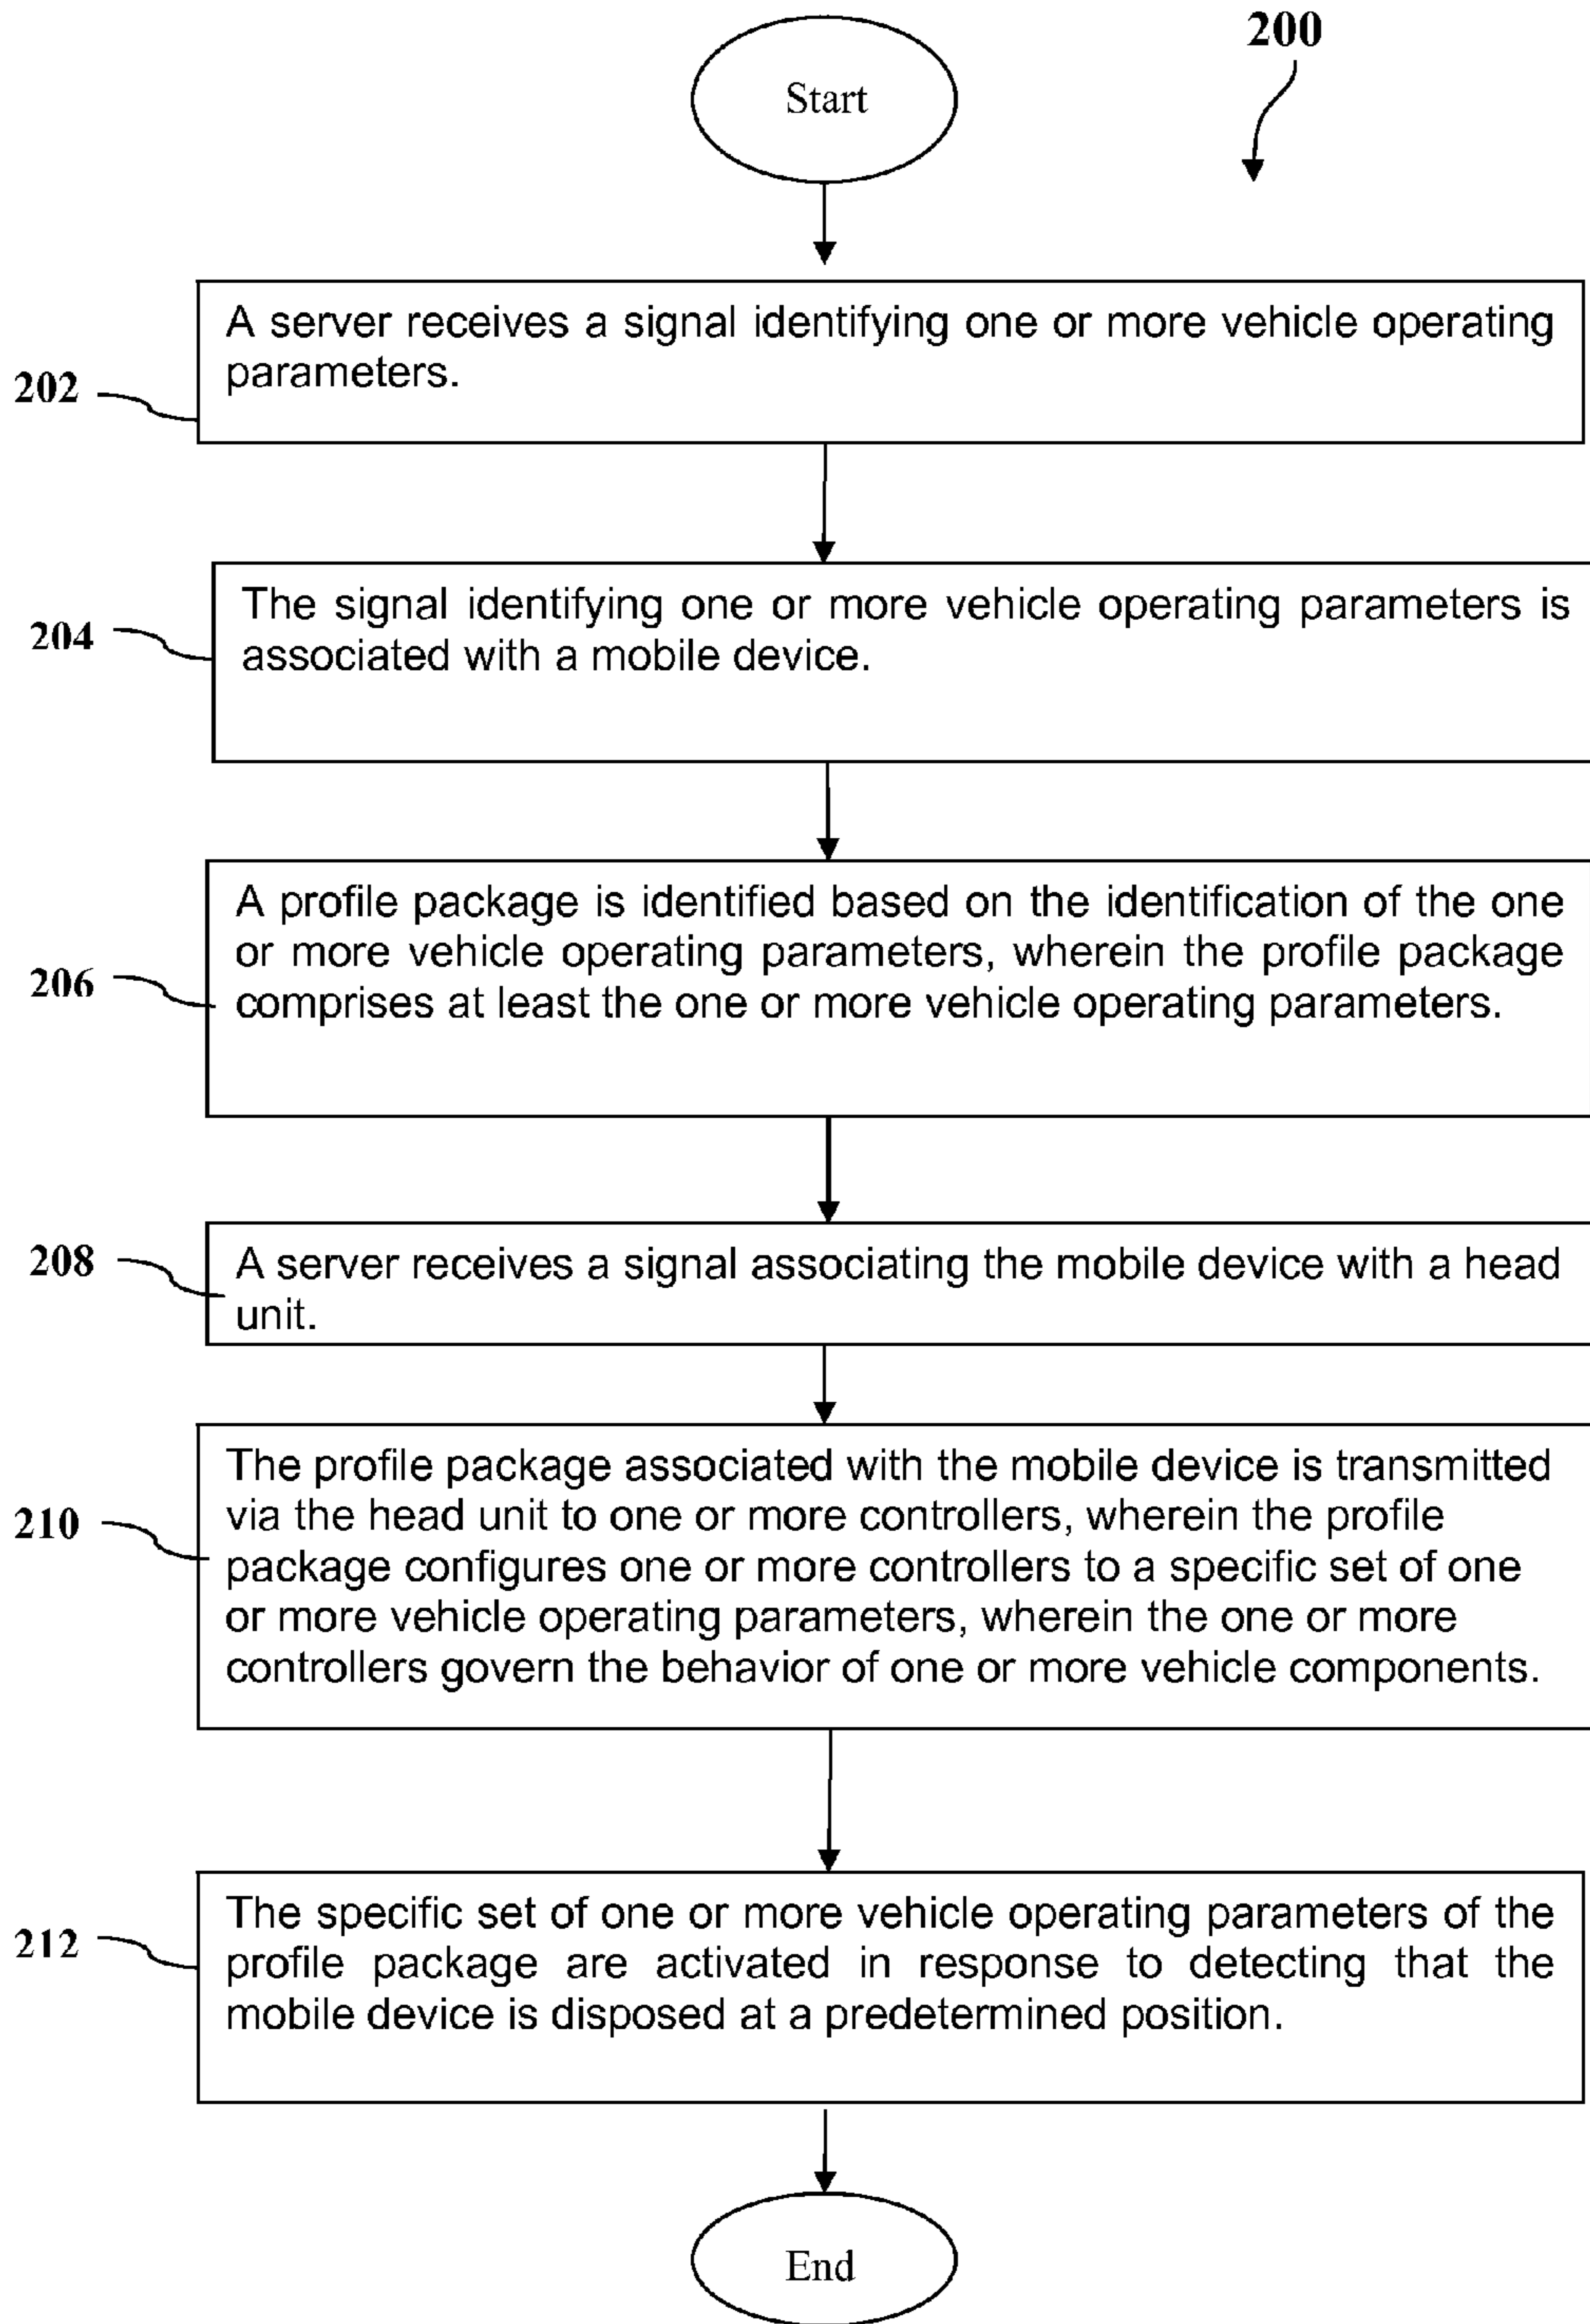 200
Start
A server receives a signal identifying one or more vehicle operating
parameters.
202
The signal identifying one or more vehicle operating parameters is
associated with a mobile device.
204
A profile package is identified based on the identification of the one
or more vehicle operating parameters, wherein the profile package
comprises at least the one or more vehicle operating parameters.
206
A server receives a signal associating the mobile device with a head
unit.
208
The profile package associated with the mobile device is transmitted
via the head unit to one or more controllers, wherein the profile
package configures one or more controllers to a specific set of one
or more vehicle operating parameters, wherein the one or more
controllers govern the behavior of one or more vehicle components.
210
The specific set of one or more vehicle operating parameters of the
profile package are activated in response to detecting that the
mobile device is disposed at a predetermined position.
212
End